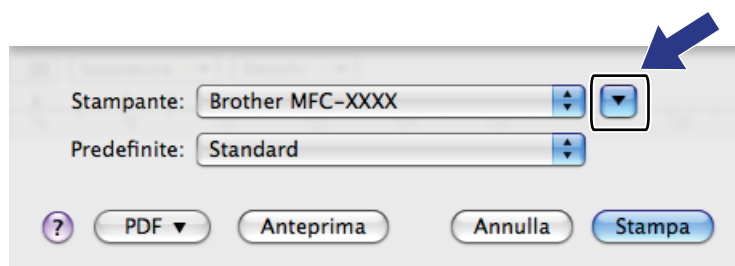 Stampante: Brother MFC-XXXX
Predefinite: Standard
? PDF ▼ Anteprima Annulla Stampa